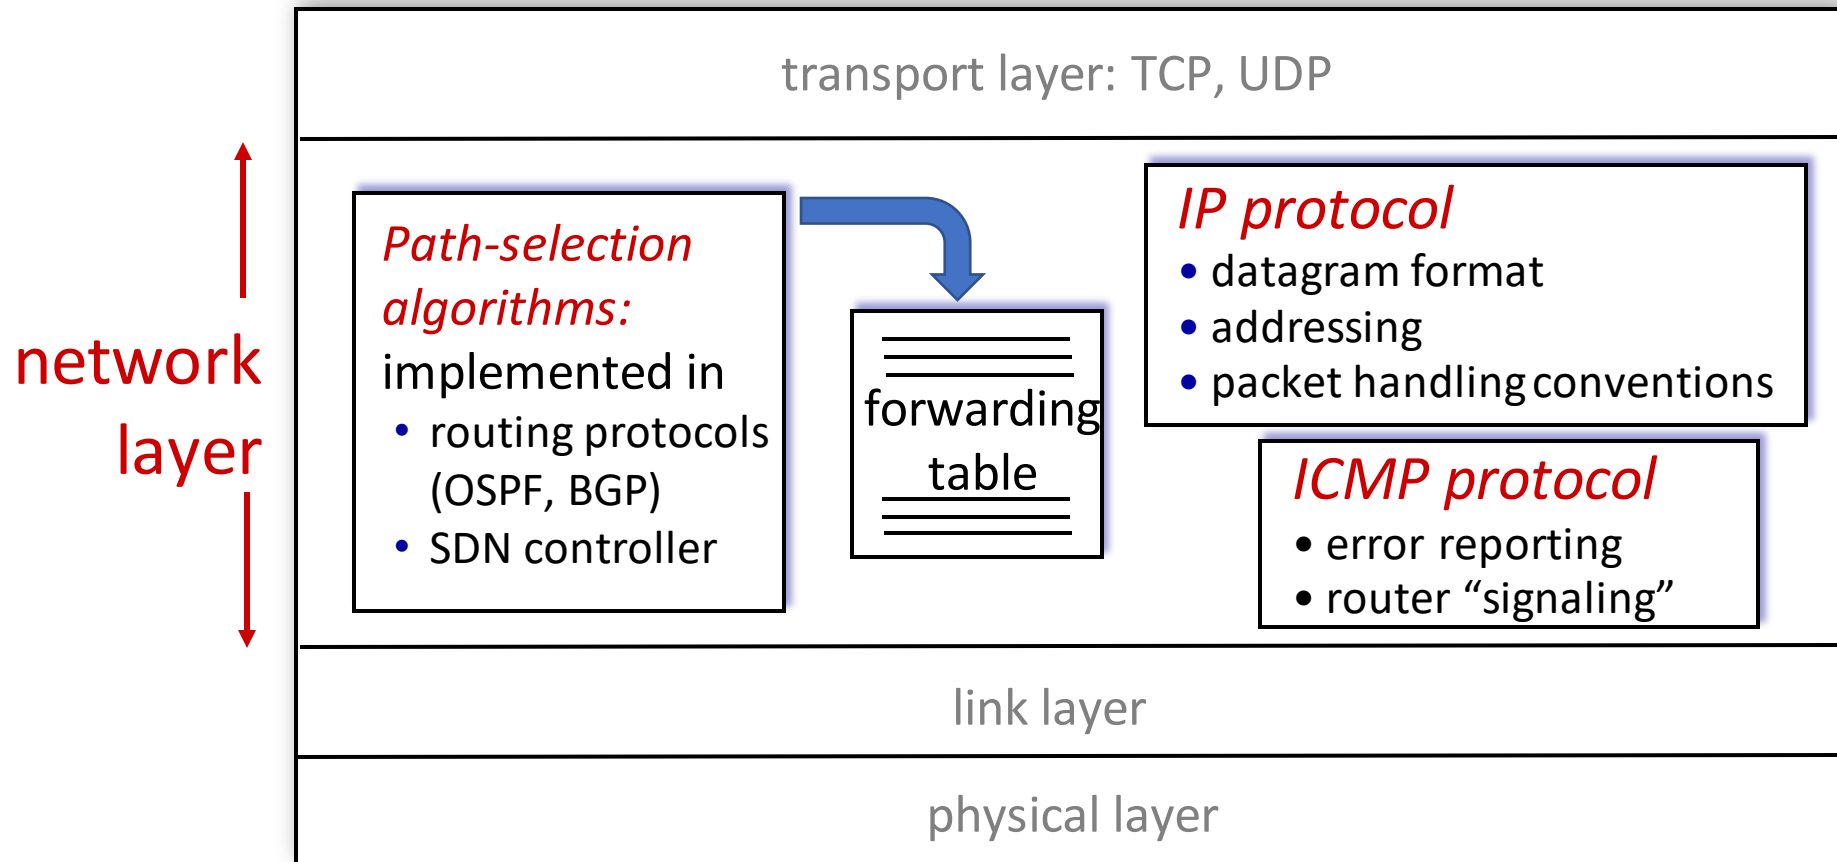 transport layer: TCP, UDP
network
layer
Path-selection
algorithms:
implemented in
• routing protocols
(OSPF, BGP)
• SDN controller
forwarding
table
IP protocol
• datagram format
• addressing
• packet handling conventions
ICMP protocol
• error reporting
• router “signaling”
link layer
physical layer